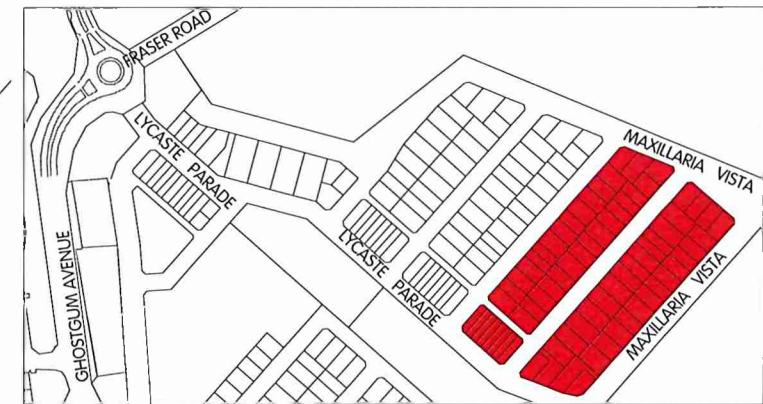 FRASER ROAD
LYCASTE PARADE
MAXILLARIA VISTA
LYCASTE PARADE
GHOSTGUM AVENUE
MAXILLARIA VISTA